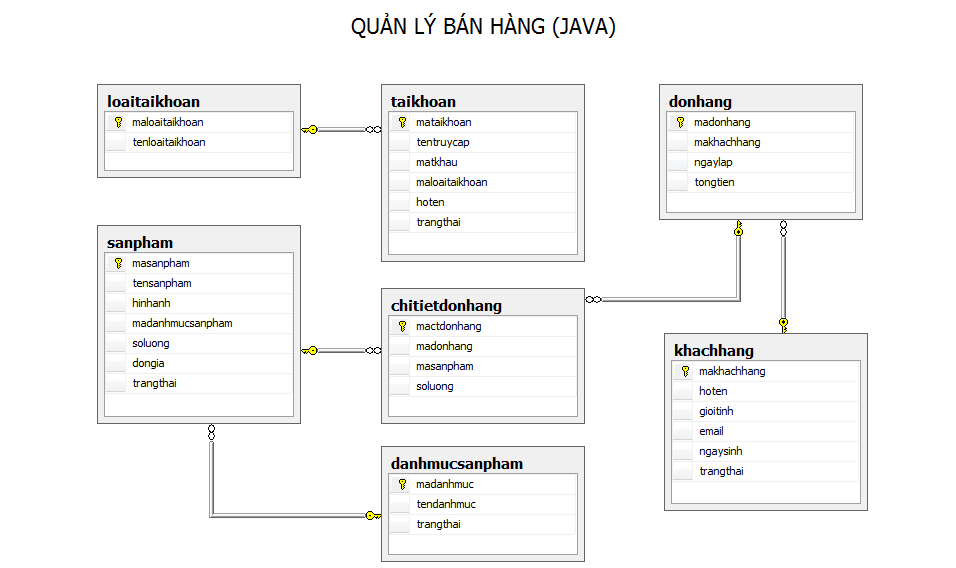 QUẢN LÝ BÁN HÀNG (JAVA)
loaitaikhoan
maloaitaikhoan
tenloaitaikhoan
taikhoan
mataikhoan
tentruycap
matkhau
maloaitaikhoan
hoten
trangthai
donhang
madonhang
makhachhang
ngaylap
tongtien
sanpham
masanpham
tensanpham
hinhanh
madanhmucsanpham
soluong
dongia
trangthai
chitietdonhang
mactdonhang
madonhang
masanpham
soluong
khachhang
makhachhang
hoten
gioitinh
email
ngaysinh
trangthai
danhmucsanpham
madanhmuc
tendanhmuc
trangthai